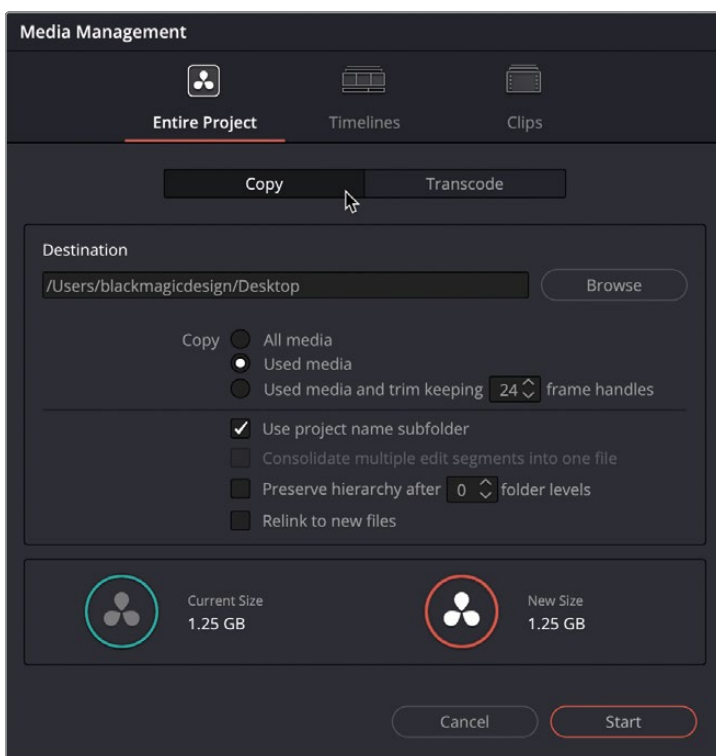 Media Management
Entire Project Timelines Clips
Copy Transcode
Destination
/Users/blackmagicdesign/Desktop Browse
Copy All media
Used media
Used media and trim keeping 24 frame handles
Use project name subfolder
Consolidate multiple edit segments into one file
Preserve hierarchy after 0 folder levels
Relink to new files
Current Size New Size
1.25 GB 1.25 GB
Cancel Start